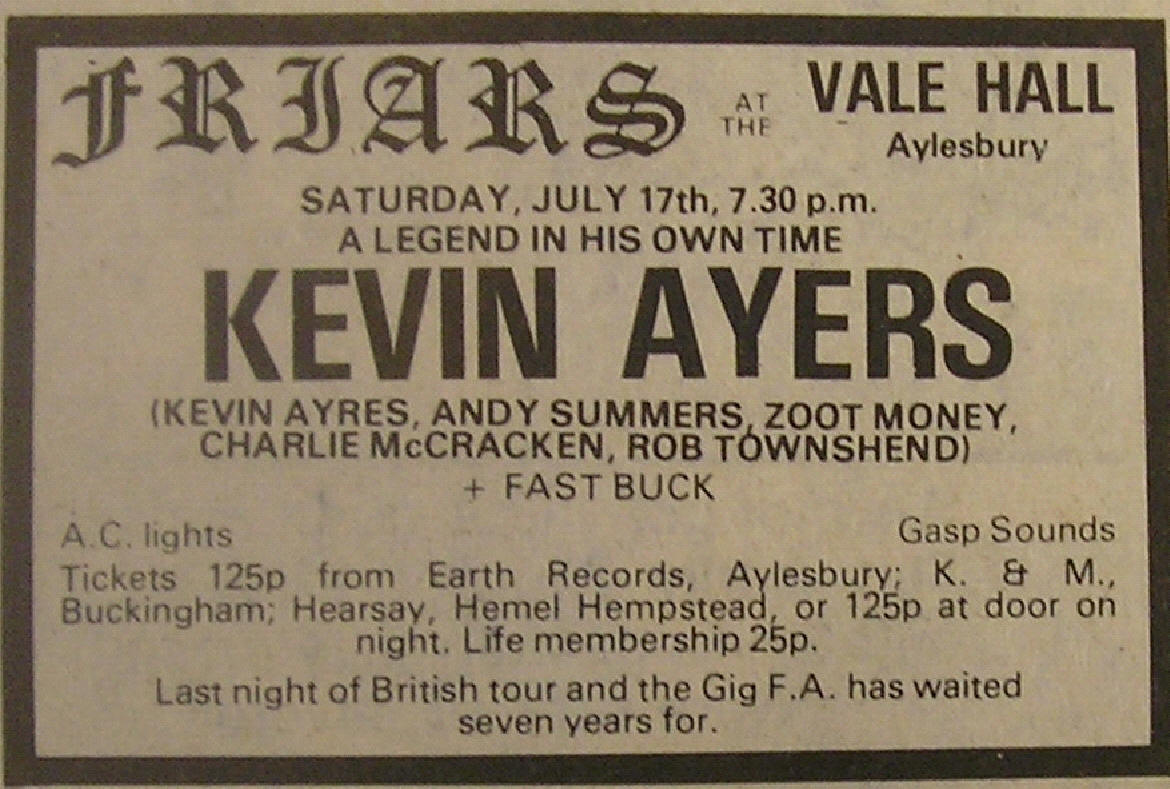 FRIARS AT THE VALE HALL
Aylesbury
SATURDAY, JULY 17th, 7.30 p.m.
A LEGEND IN HIS OWN TIME
KEVIN AYERS
(KEVIN AYRES, ANDY SUMMERS, ZOOT MONEY,
CHARLIE McCRACKEN, ROB TOWNSHEND)
+ FAST BUCK
A.C. lights Gasp Sounds
Tickets 125p from Earth Records, Aylesbury; K. & M.,
Buckingham; Hearsay, Hemel Hempstead, or 125p at door on
night. Life membership 25p.
Last night of British tour and the Gig F.A. has waited
seven years for.